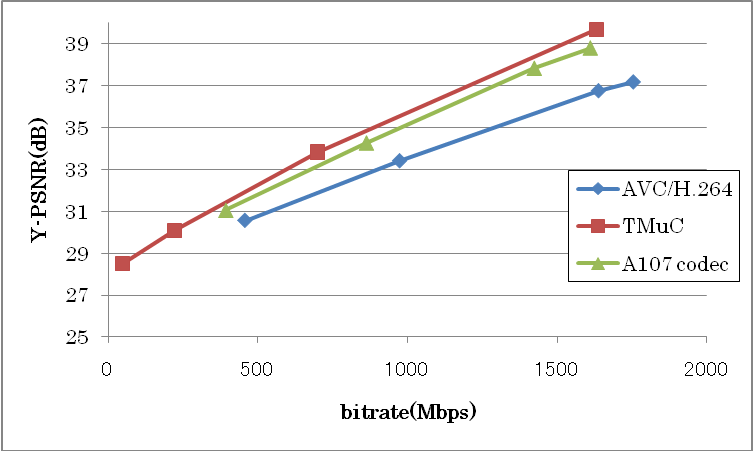 39
37
35
33
31
29
27
25
Y-PSNR(dB)
0 500 1000 1500 2000
bitrate(Mbps)
AVC/H.264
TMuC
A107 codec